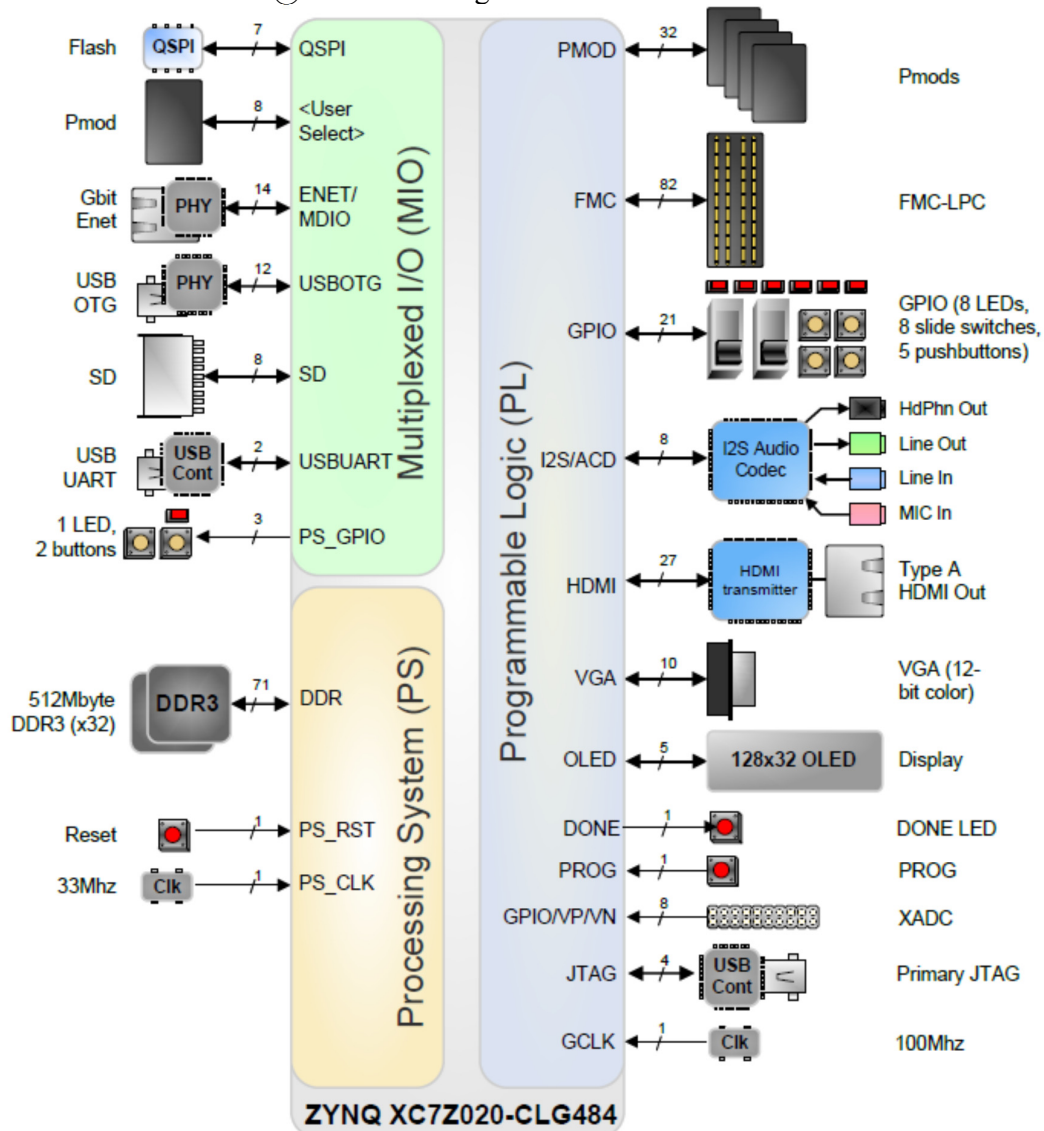 Flash
QSPI
7
QSPI
Pmod
8
<User
Select>
Gbit
Enet
PHY
14
ENET/
MDIO
USB
OTG
PHY
12
USBOTG
SD
8
SD
USB
UART
USB
Cont
2
USBUART
1 LED,
2 buttons
3
PS_GPIO
Multiplexed I/O (MIO)
512Mbyte
DDR3 (x32)
DDR3
71
DDR
Reset
1
PS_RST
33Mhz
Clk
1
PS_CLK
Processing System (PS)
Programmable Logic (PL)
PMOD
32
Pmods
FMC
82
FMC-LPC
GPIO
21
GPIO (8 LEDs,
8 slide switches,
5 pushbuttons)
I2S/ACD
8
I2S Audio
Codec
HdPhn Out
Line Out
Line In
MIC In
HDMI
27
HDMI
transmitter
Type A
HDMI Out
VGA
10
VGA (12-
bit color)
OLED
5
128x32 OLED
Display
DONE
1
DONE LED
PROG
1
PROG
GPIO/VP/VN
8
XADC
JTAG
4
USB
Cont
Primary JTAG
GCLK
1
Clk
100Mhz
ZYNQ XC7Z020-CLG484